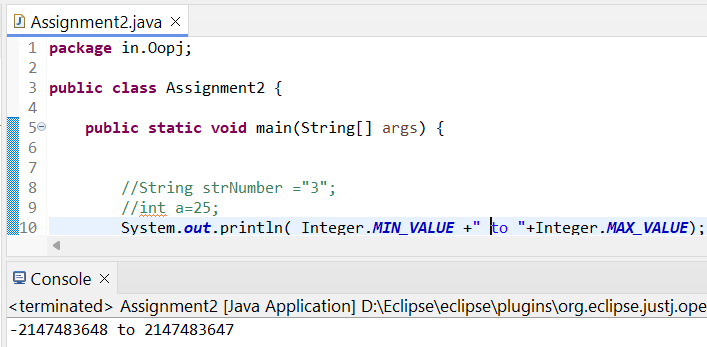 Assignment2.java
1 package in.Oopj;
2
3 public class Assignment2 {
4
5 public static void main(String[] args) {
6
7
8 //String strNumber ="3";
9 //int a=25;
10 System.out.println( Integer.MIN_VALUE +" to "+Integer.MAX_VALUE);
Console
<terminated> Assignment2 [Java Application] D:\Eclipse\eclipse\plugins\org.eclipse.justj.ope
-2147483648 to 2147483647